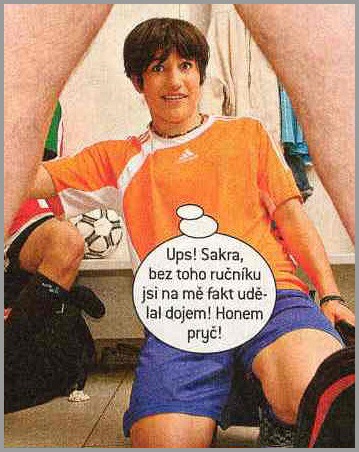 Ups! Sakra,
bez toho ručníku
jsi na mě fakt udě-
lal dojem! Honem
pryč!